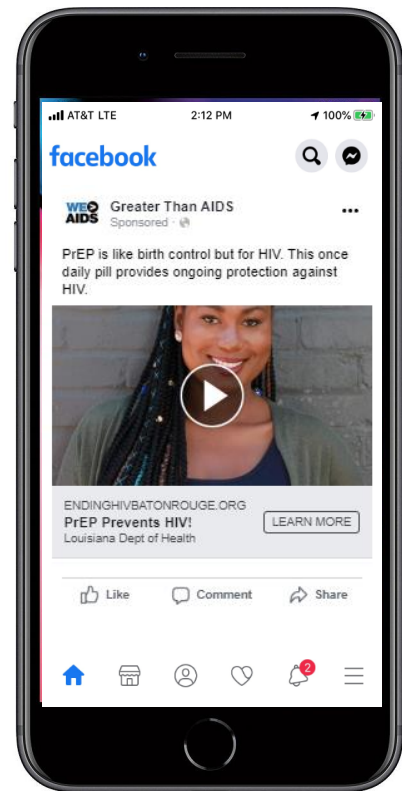 AT&T LTE 2:12 PM 100%
facebook
WE>
AIDS
Greater Than AIDS
Sponsored ·
PrEP is like birth control but for HIV. This once
daily pill provides ongoing protection against
HIV.
ENDINGHIVBATONROUGE.ORG
PrEP Prevents HIV!
Louisiana Dept of Health
LEARN MORE
Like Comment Share
2